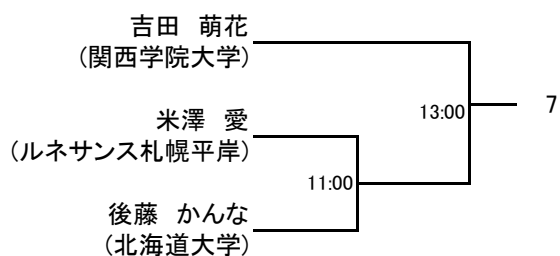 吉田　萌花
(関西学院大学)
13:00
7
米澤　愛
(ルネサンス札幌平岸)
11:00
後藤　かんな
(北海道大学)